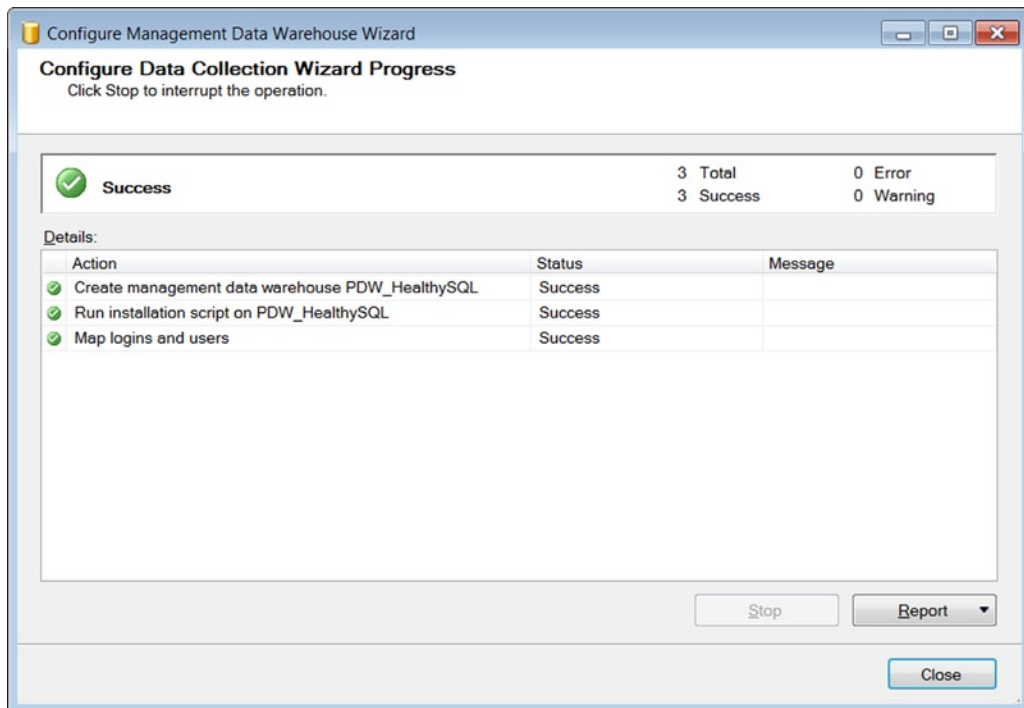 Configure Management Data Warehouse Wizard
Configure Data Collection Wizard Progress
Click Stop to interrupt the operation.
Success 3 Total 0 Error
3 Success 0 Warning
Details:
Action Status Message
Create management data warehouse PDW_HealthySQL Success
Run installation script on PDW_HealthySQL Success
Map logins and users Success
Stop Report
Close